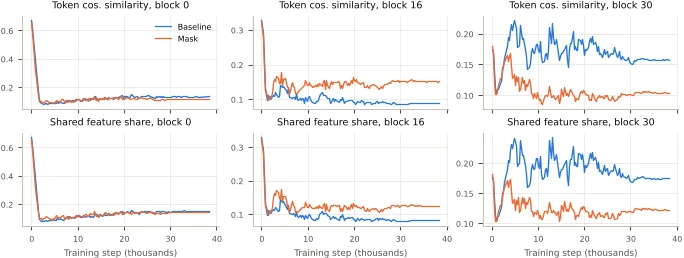 Token cos. similarity, block 0
Token cos. similarity, block 16
Token cos. similarity, block 30
0.6
0.4
0.2
Baseline
Mask
0.3
0.2
0.1
0.20
0.15
0.10
Shared feature share, block 0
Shared feature share, block 16
Shared feature share, block 30
0.6
0.4
0.2
0.3
0.2
0.1
0.20
0.15
0.10
0 10 20 30 40
0 10 20 30 40
0 10 20 30 40
Training step (thousands)
Training step (thousands)
Training step (thousands)